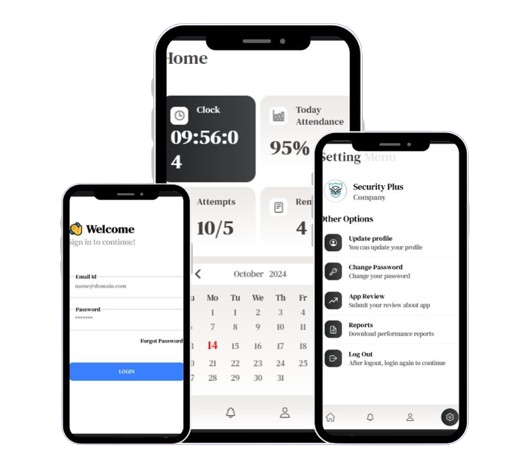 Home
Clock
09:56:0
4
Today
Attendance
95%
Attempts
10/5
4
October 2024
Mo Tu We Th Fr
1 1 2 3 4
7 8 9 10 11
14 15 16 17 18
21 22 23 24 25
28 29 30 31
Welcome
Sign in to continue!
Email Id
name@domain.com
Password
********
Forgot Password
LOGIN
Setting Menu
Security Plus
Company
Other Options
Update profile
You can update your profile
Change Password
Change your password
App Review
Submit your review about app
Reports
Download performance reports
Log Out
After logout, login again to continue